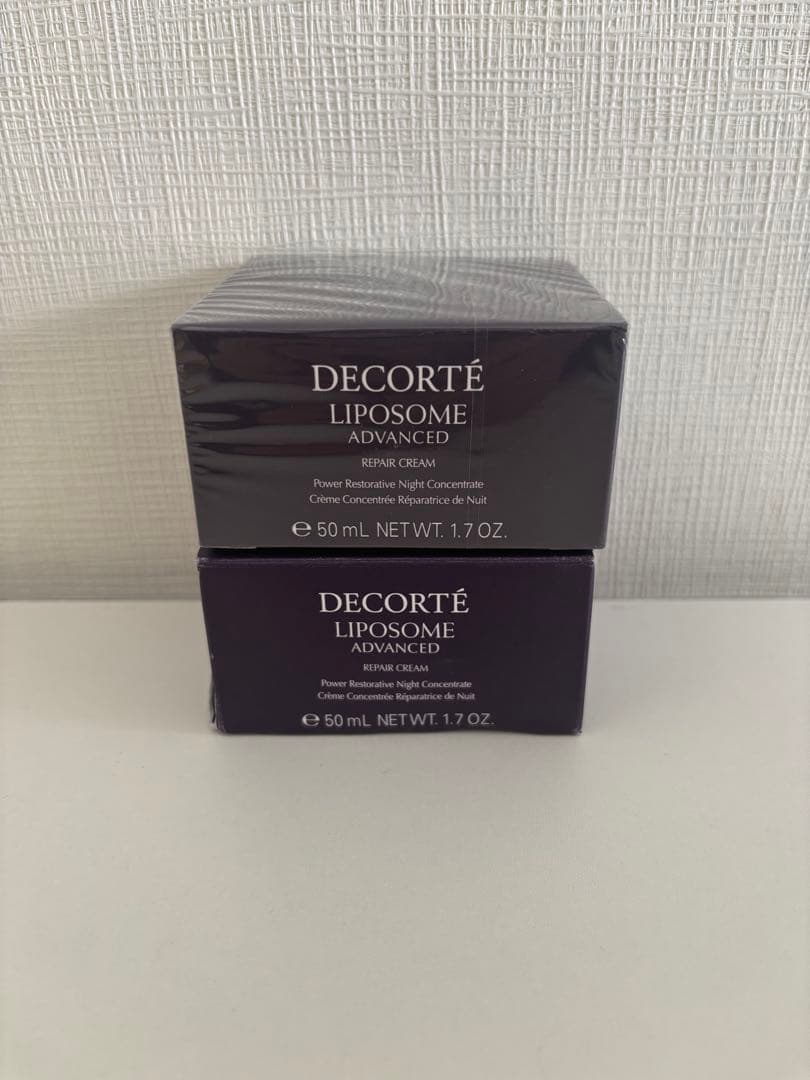 DECORTÉ
LIPOSOME
ADVANCED
REPAIR CREAM
Power Restorative Night Concentrate
Crème Concentrée Réparatrice de Nuit
℮ 50 mL NET WT. 1.7 OZ.
DECORTÉ
LIPOSOME
ADVANCED
REPAIR CREAM
Power Restorative Night Concentrate
Crème Concentrée Réparatrice de Nuit
℮ 50 mL NET WT. 1.7 OZ.